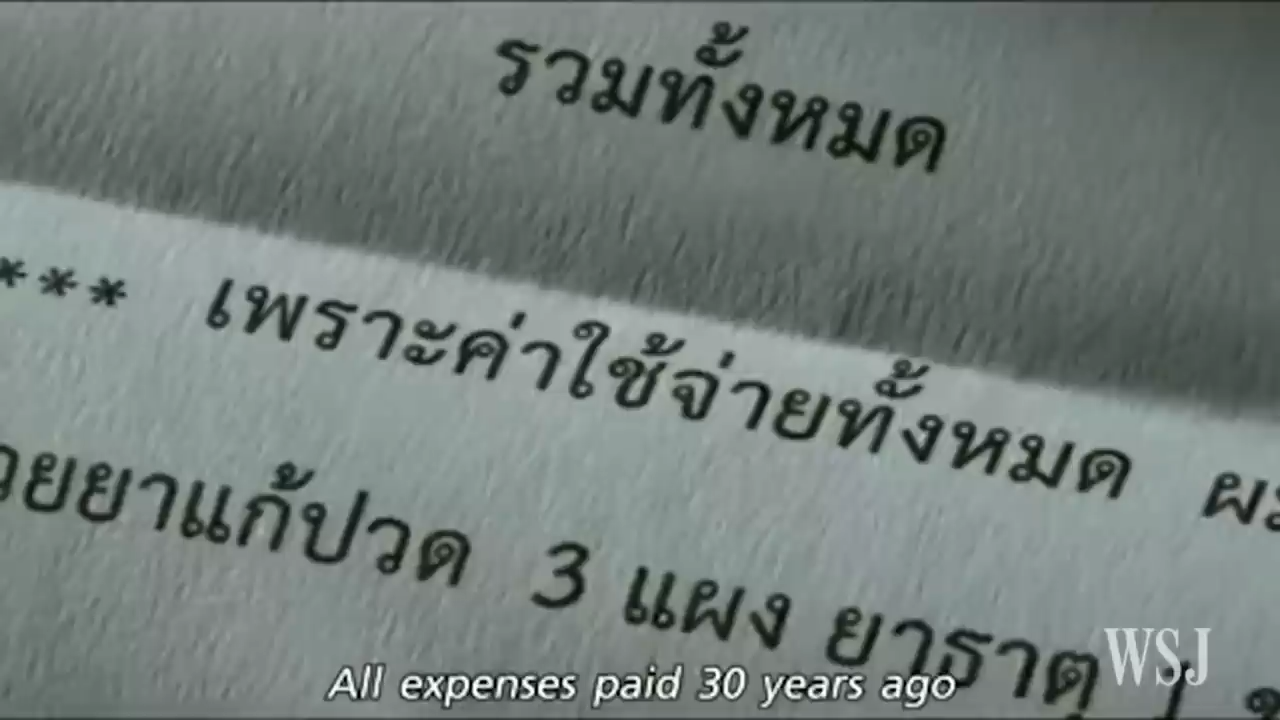 รวมทั้งหมด
*** เพราะค่าใช้จ่ายทั้งหมด
ยาแก้ปวด 3 แผง ยาธาตุ 1
WSJ
All expenses paid 30 years ago